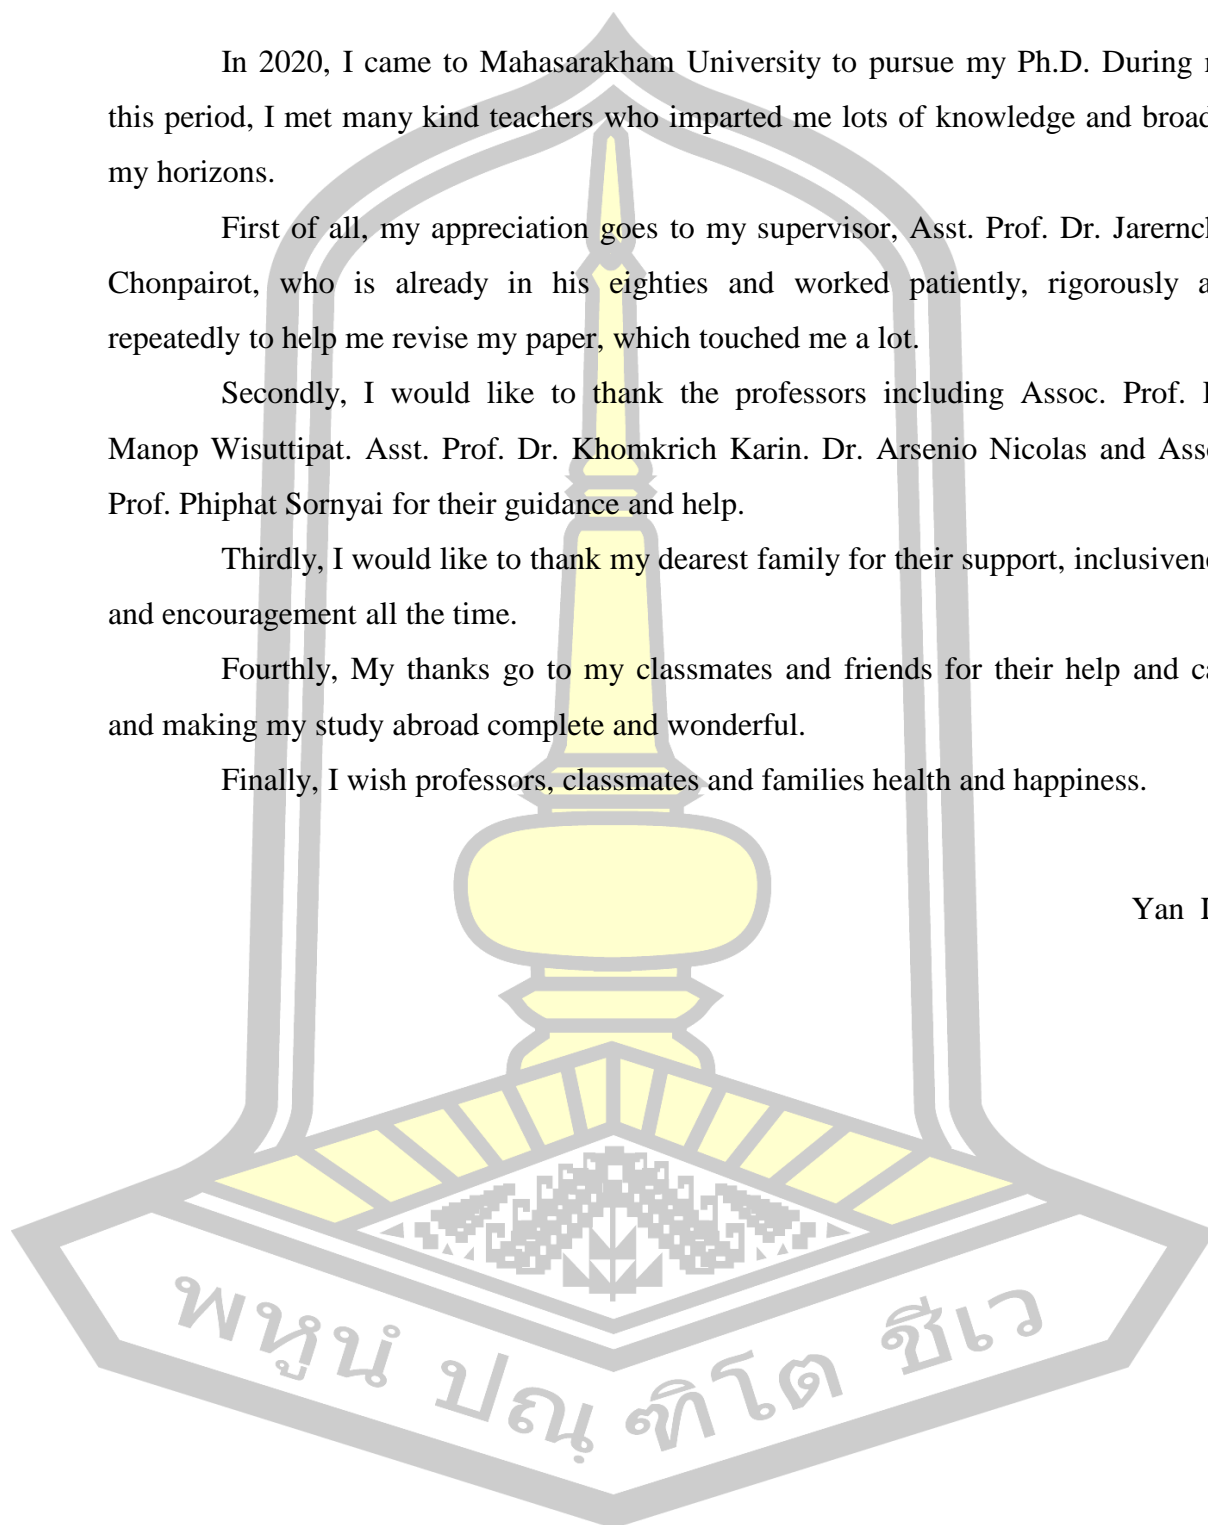 In 2020, I came to Mahasarakham University to pursue my Ph.D. During
this period, I met many kind teachers who imparted me lots of knowledge and broad
my horizons.
First of all, my appreciation goes to my supervisor, Asst. Prof. Dr.
Chonpairot, who is already in his eighties and worked patiently, rigorously
repeatedly to help me revise my paper, which touched me a lot.
Secondly, I would like to thank the professors including Assoc. Prof.
Manop Wisuttipat. Asst. Prof. Dr. Khomkrich Karin. Dr. Arsenio Nicolas and
Prof. Phiphat Sornyai for their guidance and help.
Thirdly, I would like to thank my dearest family for their support,
and encouragement all the time.
Fourthly, My thanks go to my classmates and friends for their help and
and making my study abroad complete and wonderful.
Finally, I wish professors, classmates and families health and happiness.
Yan
พหูนํ ปณฺฑิโต ชีเว